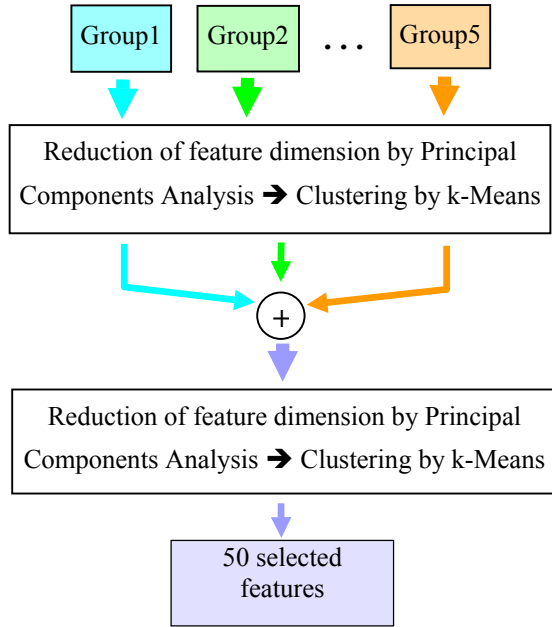 Group1 Group2 ... Group5
Reduction of feature dimension by Principal
Components Analysis ➔ Clustering by k-Means
+
Reduction of feature dimension by Principal
Components Analysis ➔ Clustering by k-Means
50 selected
features